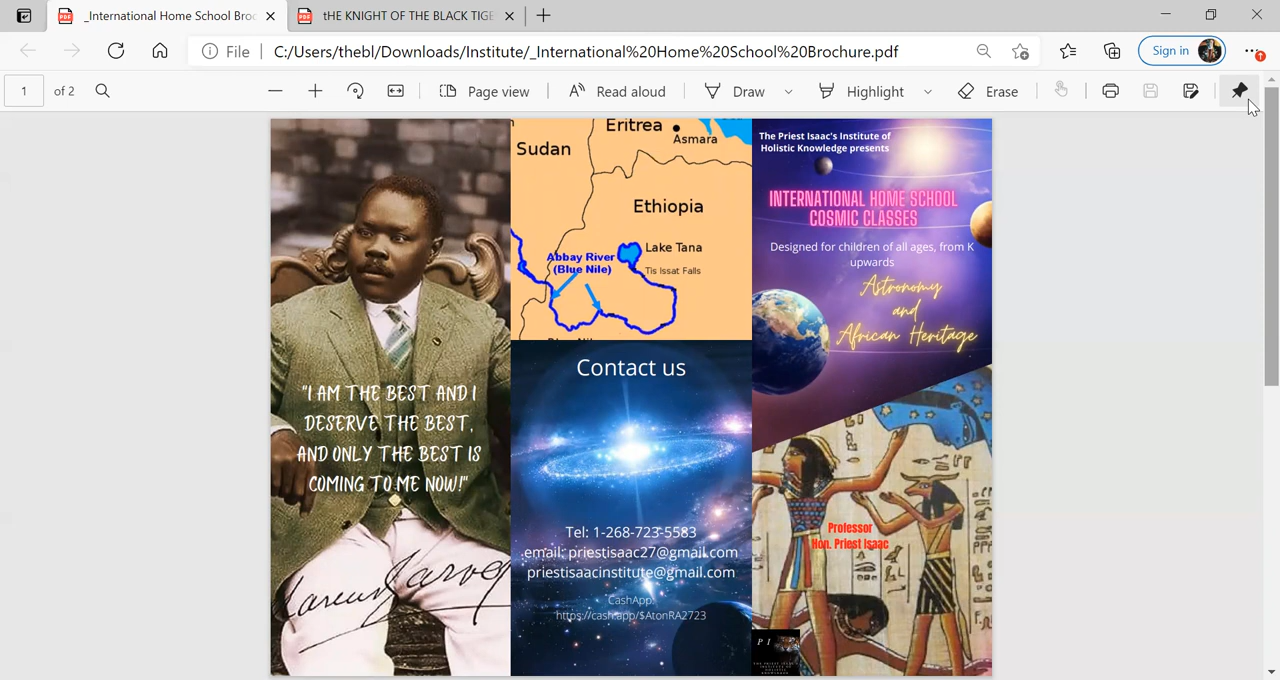 _International Home School Broc
tHE KNIGHT OF THE BLACK TIGE
File
C:/Users/thebl/Downloads/Institute/_International%20Home%20School%20Brochure.pdf
Sign in
1
of 2
Page view
Read aloud
Draw
Highlight
Erase
"I AM THE BEST AND I
DESERVE THE BEST,
AND ONLY THE BEST IS
COMING TO ME NOW!"
Marcus Garvey
Eritrea
Asmara
Sudan
Ethiopia
Lake Tana
Abbay River
(Blue Nile)
Tis Issat Falls
Contact us
Tel: 1-268-723-5583
email: priestisaac27@gmail.com
priestisaacinstitute@gmail.com
CashApp:
https://cash.app/$AtonRA2723
The Priest Isaac's Institute of
Holistic Knowledge presents
INTERNATIONAL HOME SCHOOL
COSMIC CLASSES
Designed for children of all ages, from K
upwards
Astronomy
and
African Heritage
Professor
Hon. Priest Isaac
P I